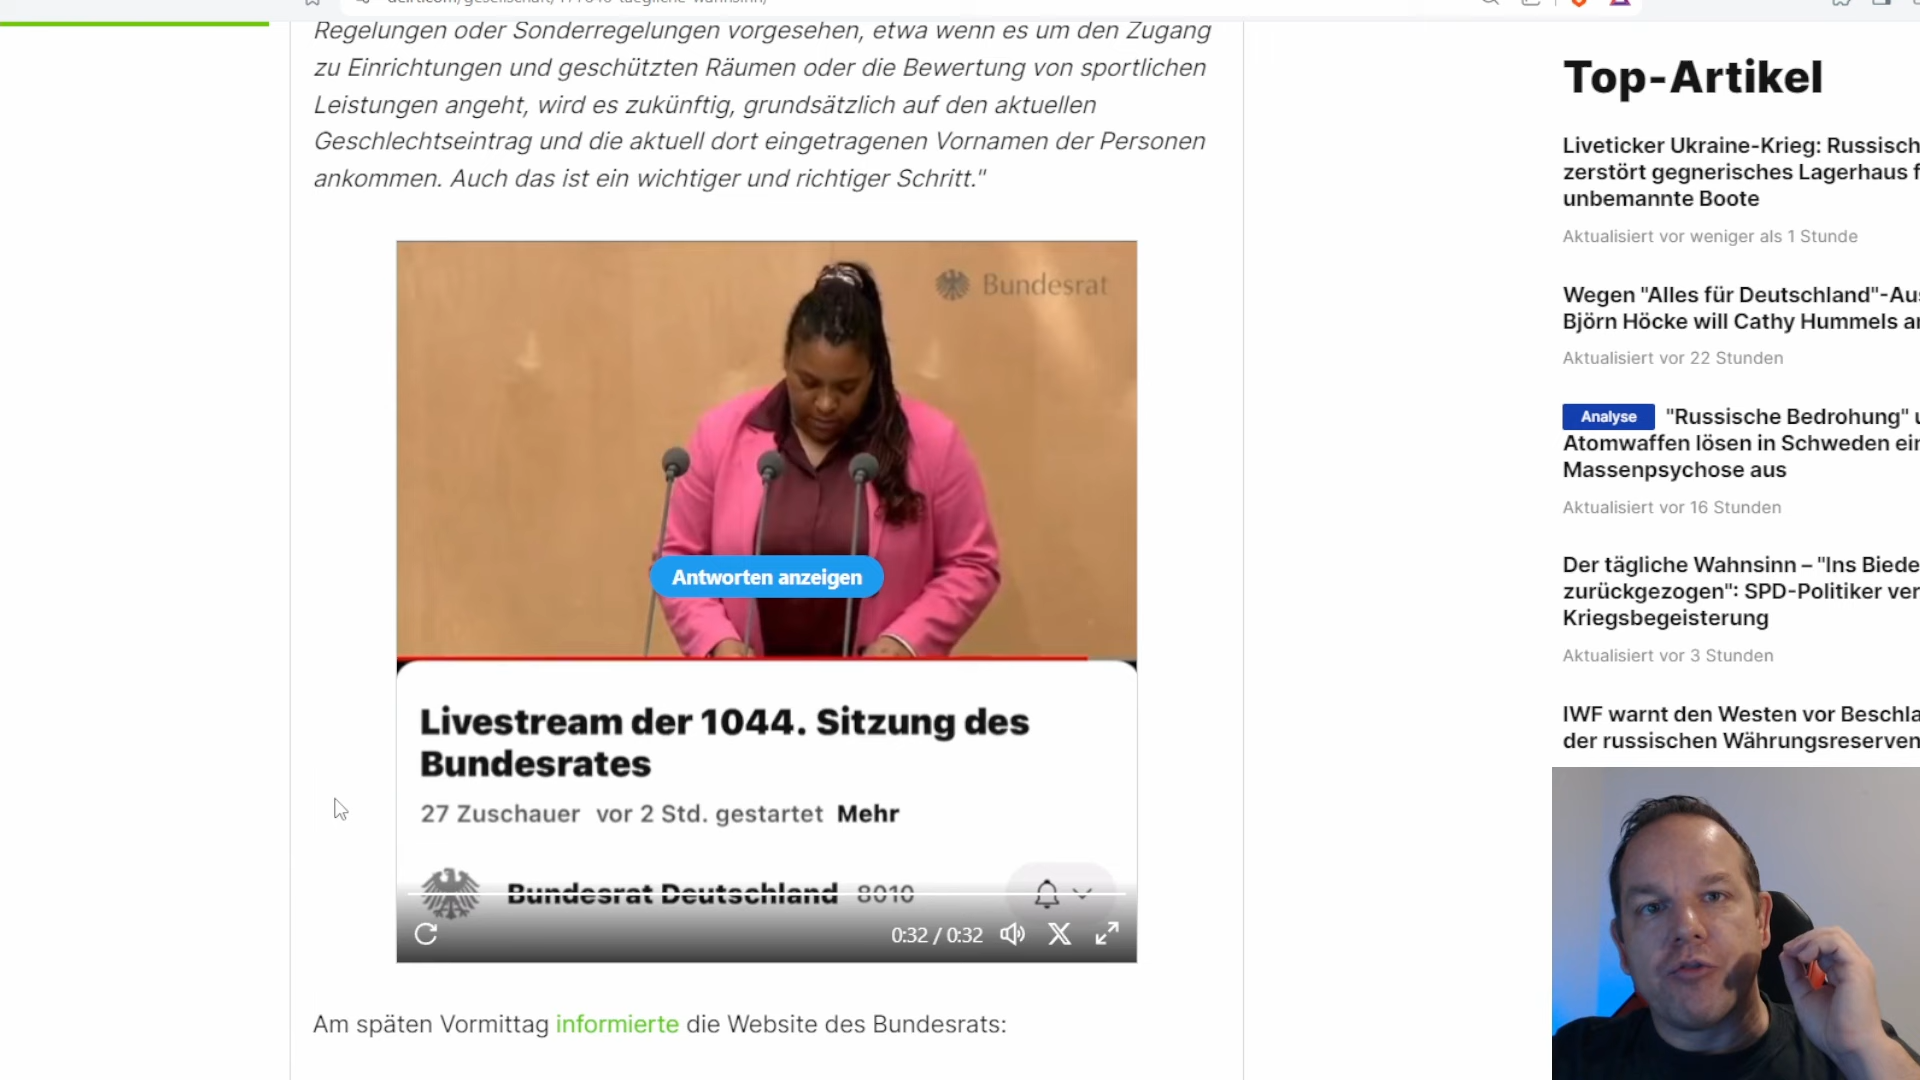 Regelungen oder Sonderregelungen vorgesehen, etwa wenn es um den Zugang
zu Einrichtungen und geschützten Räumen oder die Bewertung von sportlichen
Leistungen angeht, wird es zukünftig, grundsätzlich auf den aktuellen
Geschlechtseintrag und die aktuell dort eingetragenen Vornamen der Personen
ankommen. Auch das ist ein wichtiger und richtiger Schritt."
Bundesrat
Antworten anzeigen
Livestream der 1044. Sitzung des
Bundesrates
27 Zuschauer vor 2 Std. gestartet Mehr
Bundesrat Deutschland 8010
0:32 / 0:32
Am späten Vormittag informierte die Website des Bundesrats:
Top-Artikel
Liveticker Ukraine-Krieg: Russisch
zerstört gegnerisches Lagerhaus f
unbemannte Boote
Aktualisiert vor weniger als 1 Stunde
Wegen "Alles für Deutschland"-Aus
Björn Höcke will Cathy Hummels a
Aktualisiert vor 22 Stunden
Analyse "Russische Bedrohung" u
Atomwaffen lösen in Schweden ei
Massenpsychose aus
Aktualisiert vor 16 Stunden
Der tägliche Wahnsinn – "Ins Biede
zurückgezogen": SPD-Politiker ver
Kriegsbegeisterung
Aktualisiert vor 3 Stunden
IWF warnt den Westen vor Beschla
der russischen Währungsreserven